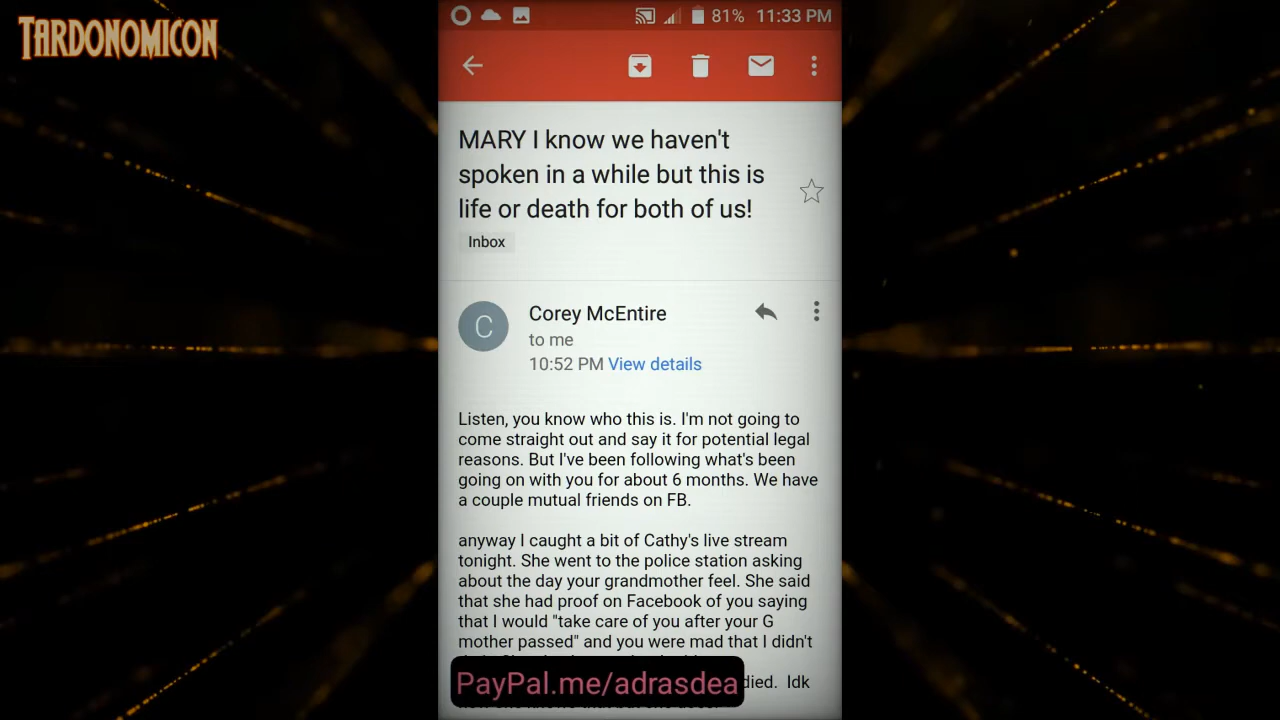 TARDONOMICON
81% 11:33 PM
MARY I know we haven't
spoken in a while but this is
life or death for both of us!
Inbox
C
Corey McEntire
to me
10:52 PM View details
Listen, you know who this is. I'm not going to
come straight out and say it for potential legal
reasons. But I've been following what's been
going on with you for about 6 months. We have
a couple mutual friends on FB.
anyway I caught a bit of Cathy's live stream
tonight. She went to the police station asking
about the day your grandmother feel. She said
that she had proof on Facebook of you saying
that I would "take care of you after your G
mother passed" and you were mad that I didn't
PayPal.me/adrasdea
died. Idk